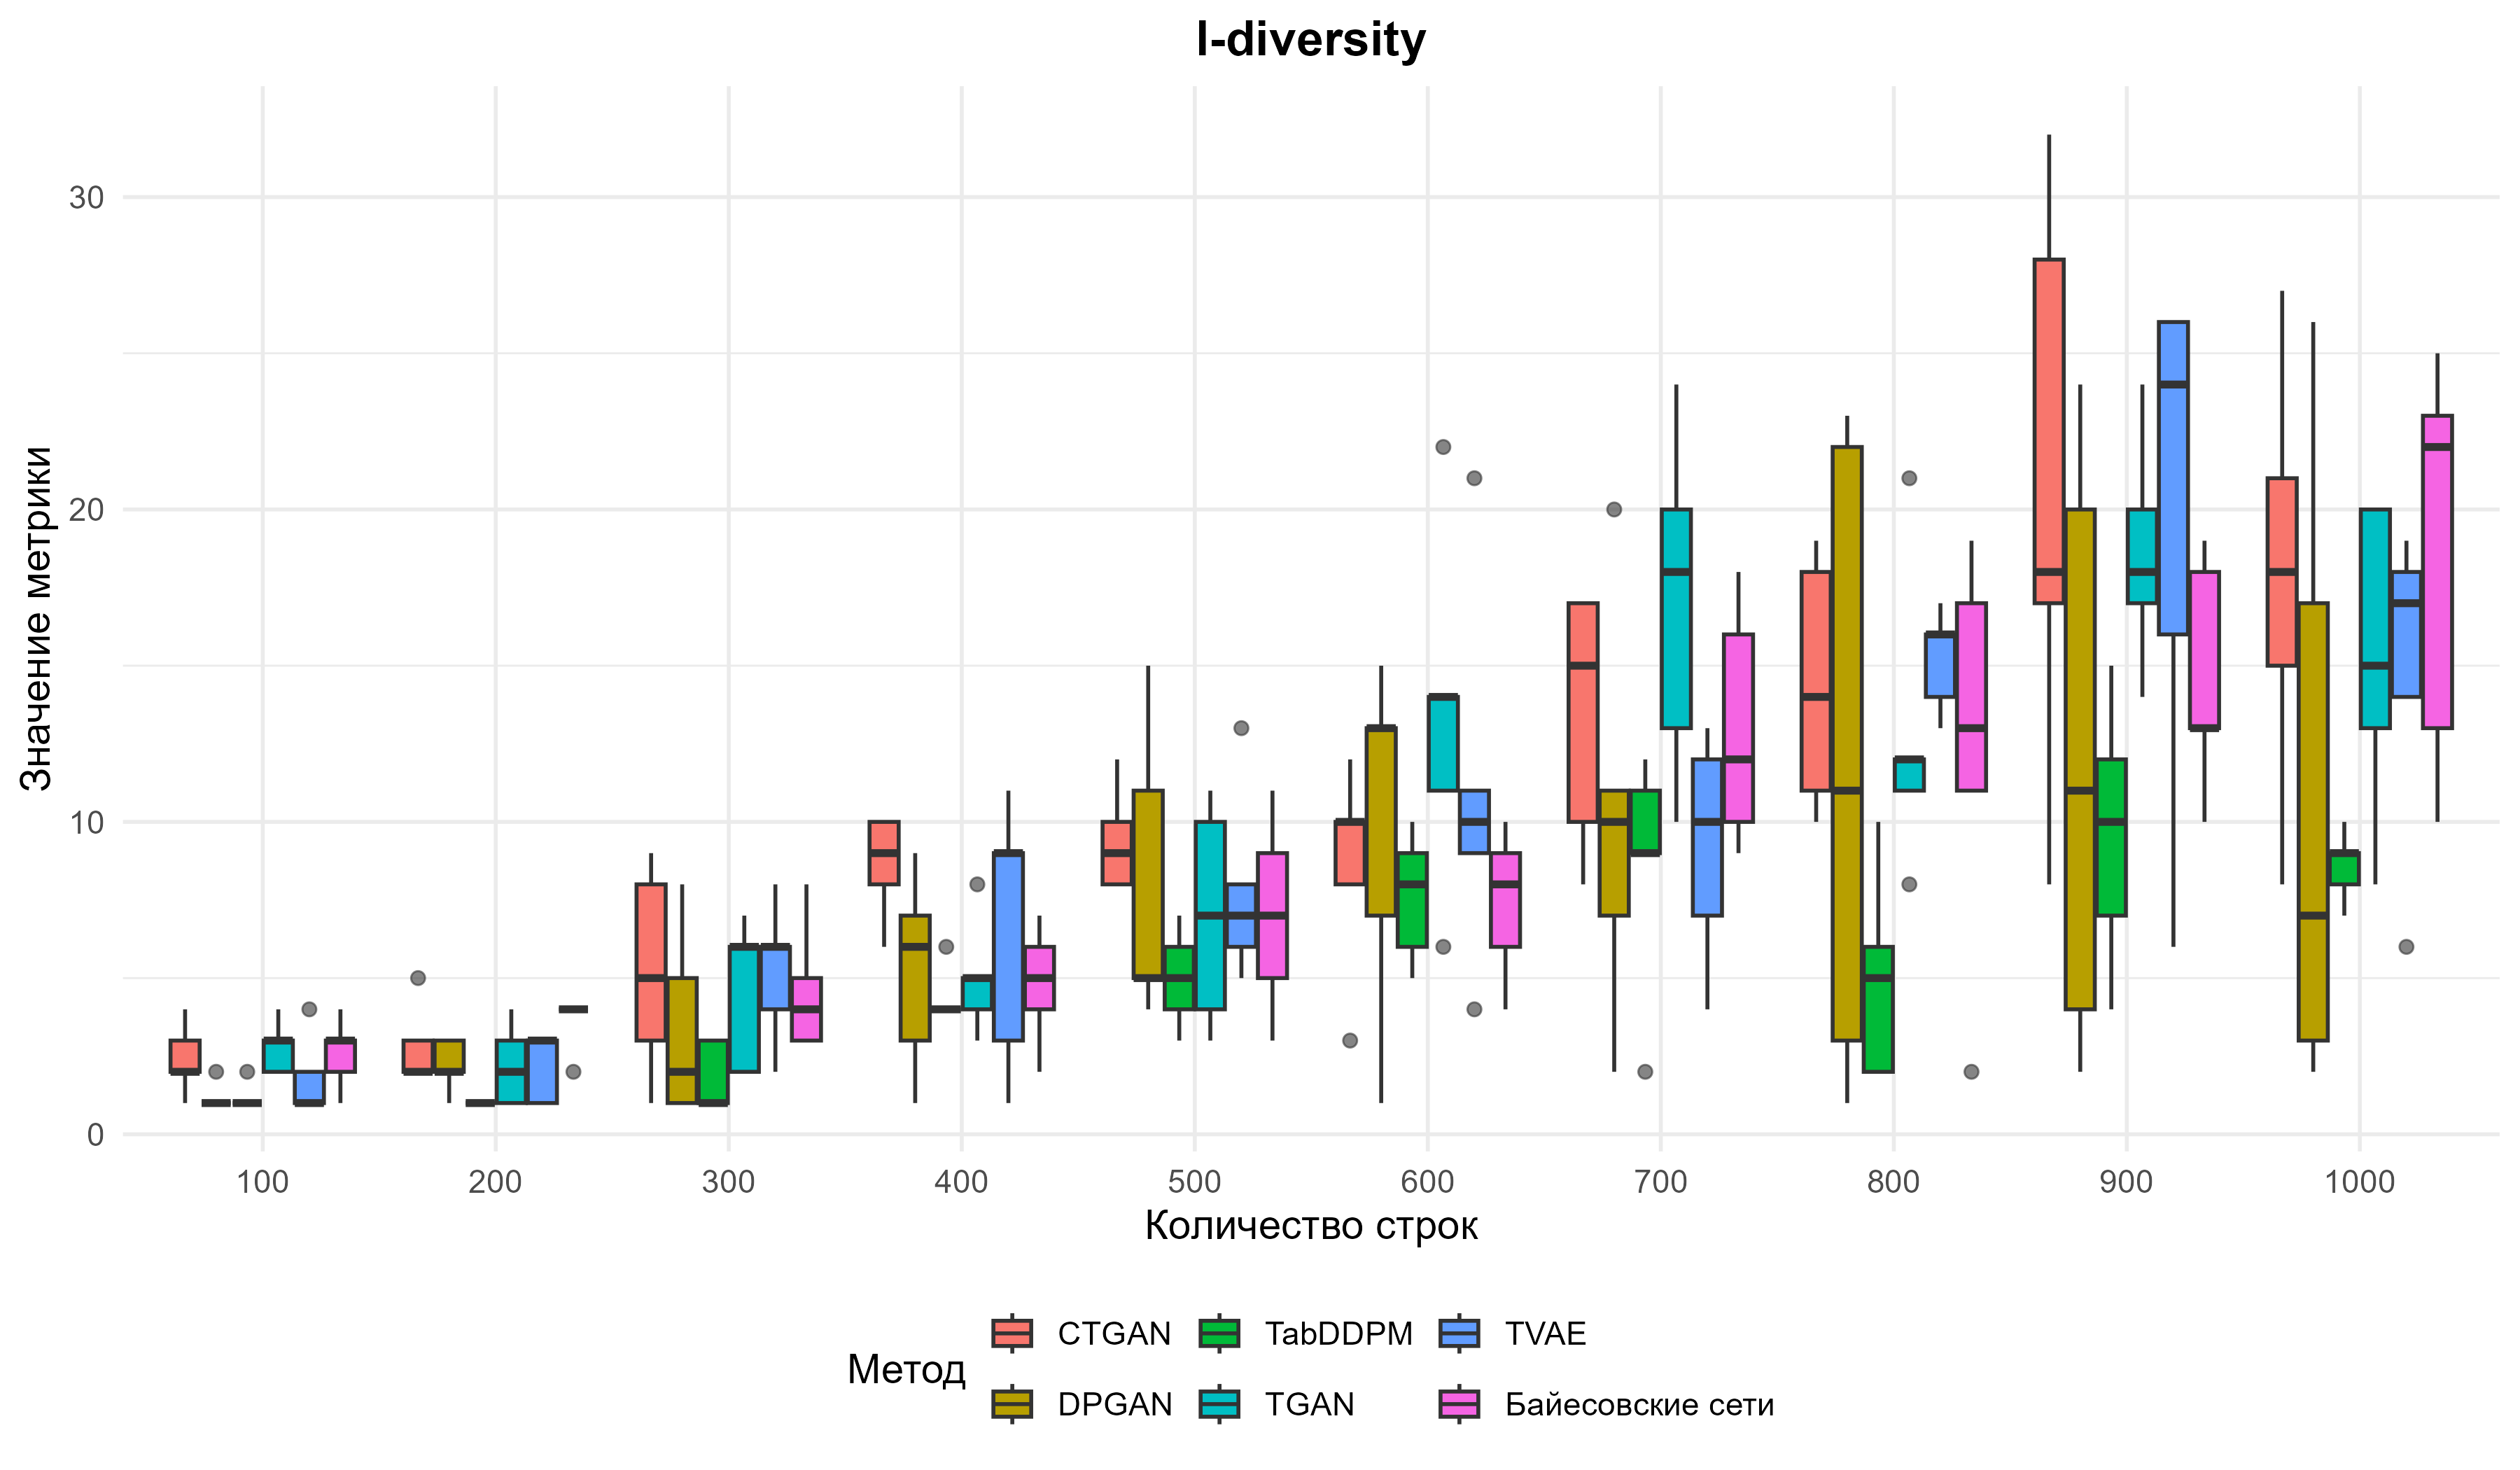 l-diversity
Значение метрики
30
20
10
0
100 200 300 400 500 600 700 800 900 1000
Количество строк
Метод
CTGAN TabDDPM TVAE
DPGAN TGAN Байесовские сети